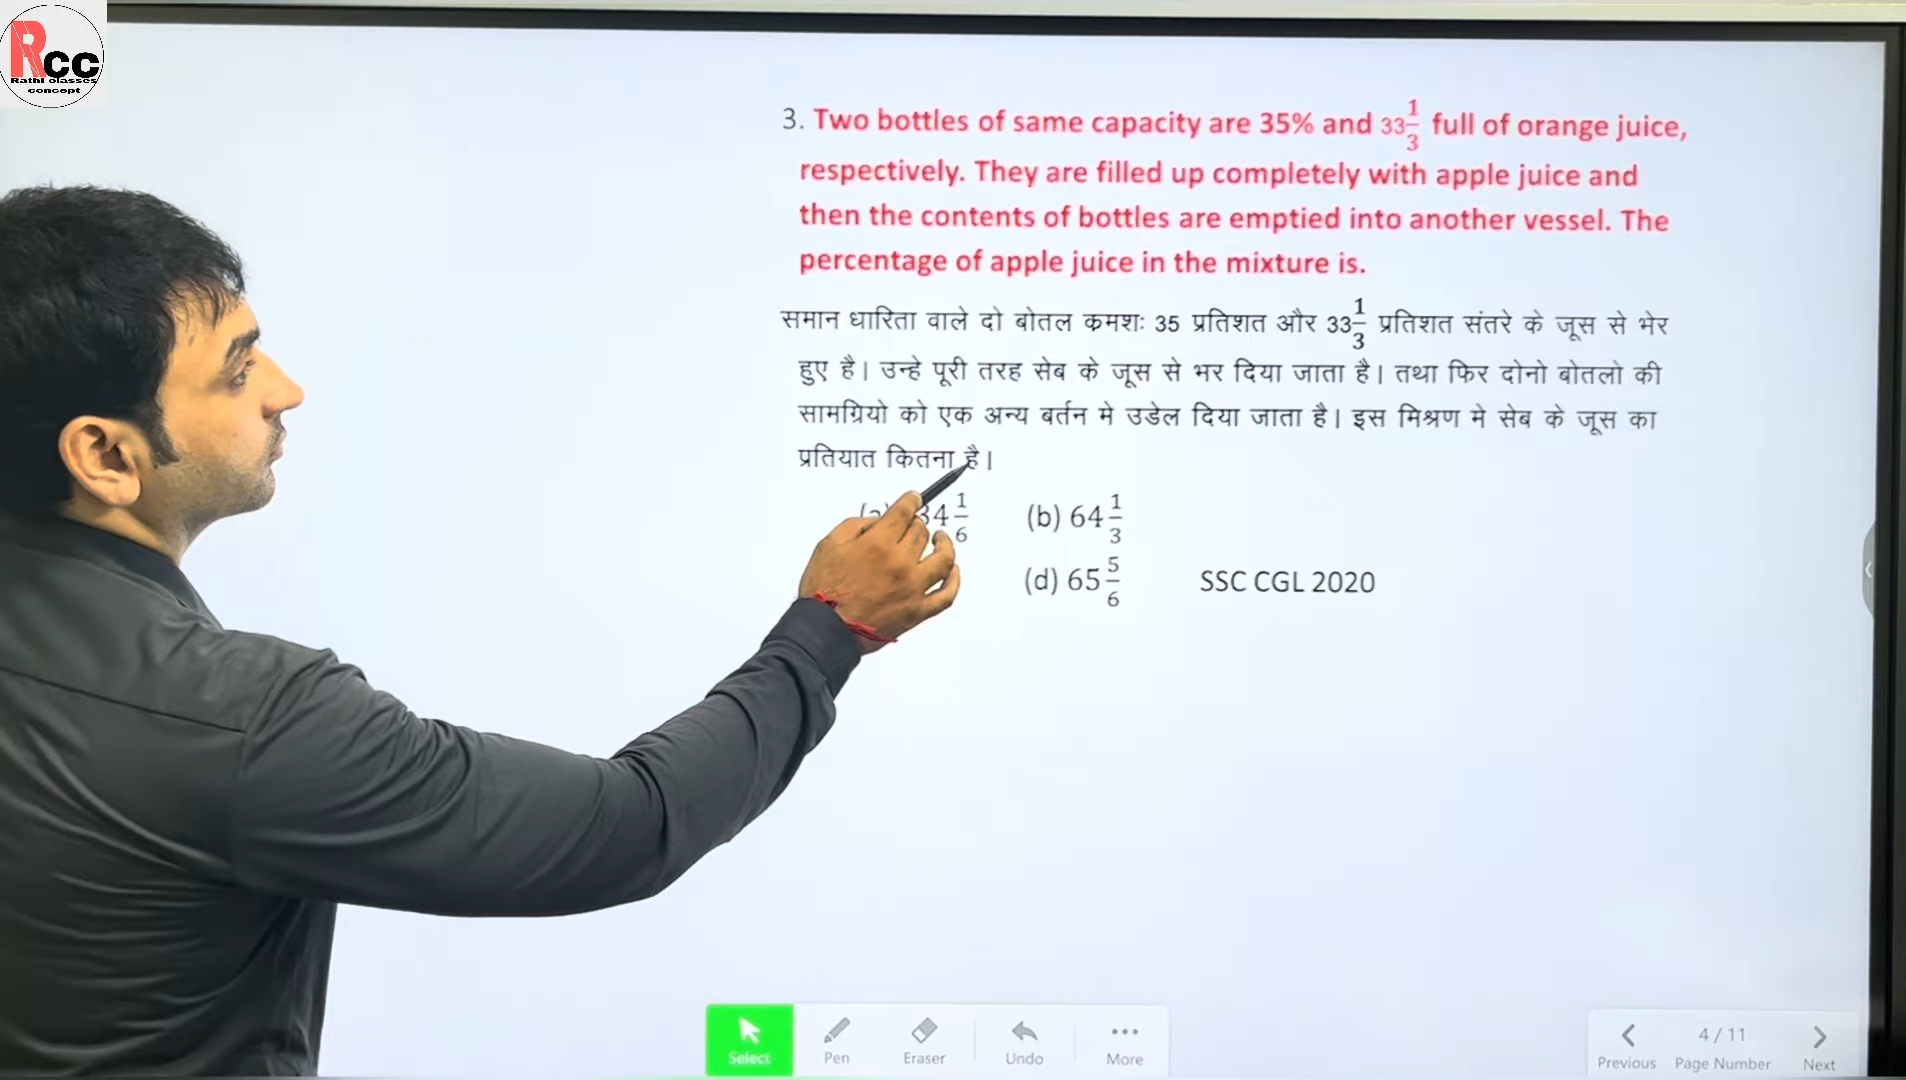 Rcc
Rathi classes
concept
3. Two bottles of same capacity are 35% and 33 1/3 full of orange juice,
respectively. They are filled up completely with apple juice and
then the contents of bottles are emptied into another vessel. The
percentage of apple juice in the mixture is.
समान धारिता वाले दो बोतल कमशः 35 प्रतिशत और 33 1/3 प्रतिशत संतरे के जूस से भेर
हुए है। उन्हे पूरी तरह सेब के जूस से भर दिया जाता है। तथा फिर दोनो बोतलो की
सामग्रियो को एक अन्य बर्तन मे उडेल दिया जाता है। इस मिश्रण मे सेब के जूस का
प्रतियात कितना है।
34 1/6 (b) 64 1/3
(d) 65 5/6 SSC CGL 2020
Select Pen Eraser Undo More
4 / 11
Previous Page Number Next